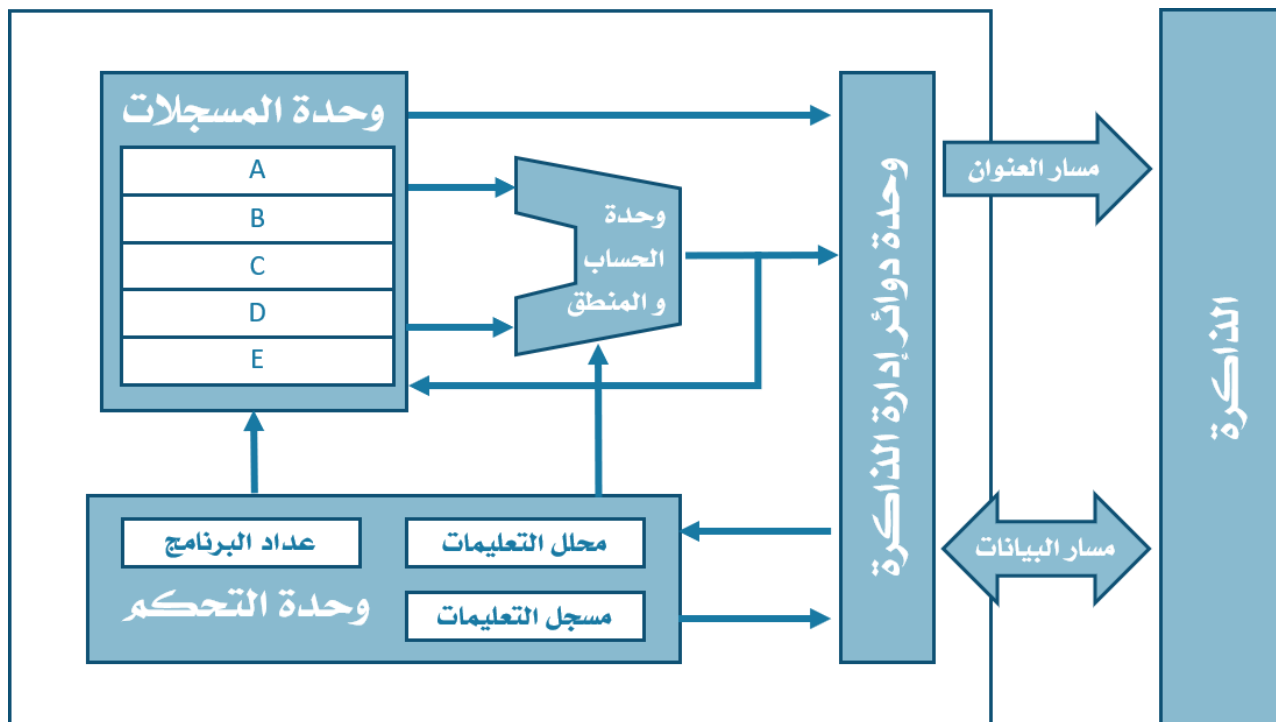 وحدة المسجلات
A
B
C
D
E
وحدة
الحساب
والمنطق
وحدة دوائر إدارة الذاكرة
مسار العنوان
الذاكرة
عداد البرنامج
محلل التعليمات
وحدة التحكم
مسجل التعليمات
مسار البيانات